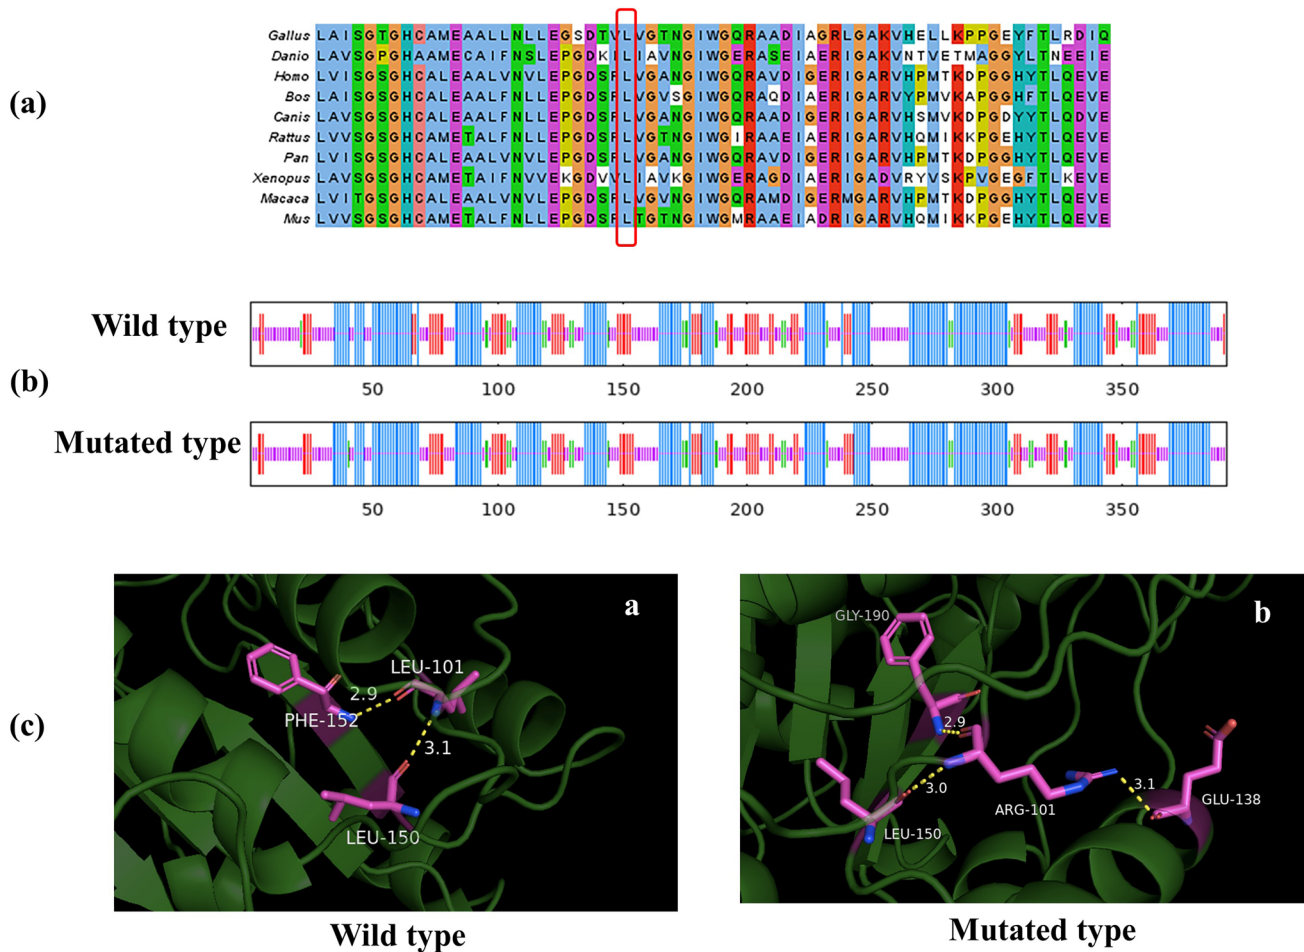 (a)
Gallus LAISGTGHCAMEAALLNLLEGSDTVLVGTNGIWGQRAADIAGRLGAKVHELLKPPGEYFTLRDIQ
Danio LAVSGPGHAAMECAIFNSLEPGDKILIAVNGIWGERASEIAERIGAKVNTVETMAGGYLTNEEIE
Homo LVISGSGHCALEAALVNVLEPGDSFLVGANGIWGQRAVDIGERIGARVHPMTKDPGGHYTLQEVE
Bos LAISGSGHCALEAALFNLLEPGDSFLVGVSGIWGQRAQDIAERIGARVYPMVKAPGGHFTLQEVE
Canis LAISGSGHCALEAALFNLLEPGDSFLVGANGIWGQRAADIAERIGARVHSMVKDPGDYYTLQDVE
Rattus LVVSGSGHCAMETALFNLLEPGDSFLVGTNGIWGIRAAEIAERIGARVHQMIKKPGEHYTLQEVE
Pan LVISGSGHCALEAALVNVLEPGDSFLVGANGIWGQRAVDIGERIGARVHPMTKDPGGHYTLQEVE
Xenopus LAVSGSGHCAMETAIFNVVEKGDVVLIAVKGIWGERAGDIAERIGADVRYVSKPVGEGFTLKEVE
Macaca LVITGSGHCALEAALVNVLEPGDSFLVGVNGIWGQRAMDIGERMGARVHPMTKDPGGHYTLQEVE
Mus LVVSGSGHCAMETALFNLLEPGDSFLTGTNGIWGMRAAEIADRIGARVHQMIKKPGEHYTLQEVE
(b)
Wild type
50 100 150 200 250 300 350
Mutated type
50 100 150 200 250 300 350
(c)
a
LEU-101
2.9
PHE-152
3.1
LEU-150
Wild type
b
GLY-190
2.9
3.0
3.1
ARG-101
GLU-138
LEU-150
Mutated type